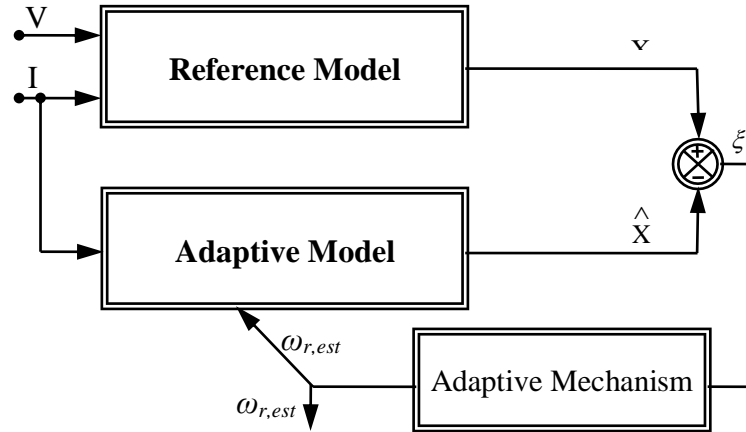 V
Reference Model
I
+
−
ξ
Adaptive Model
X̂
ω_{r,est}
ω_{r,est}
Adaptive Mechanism